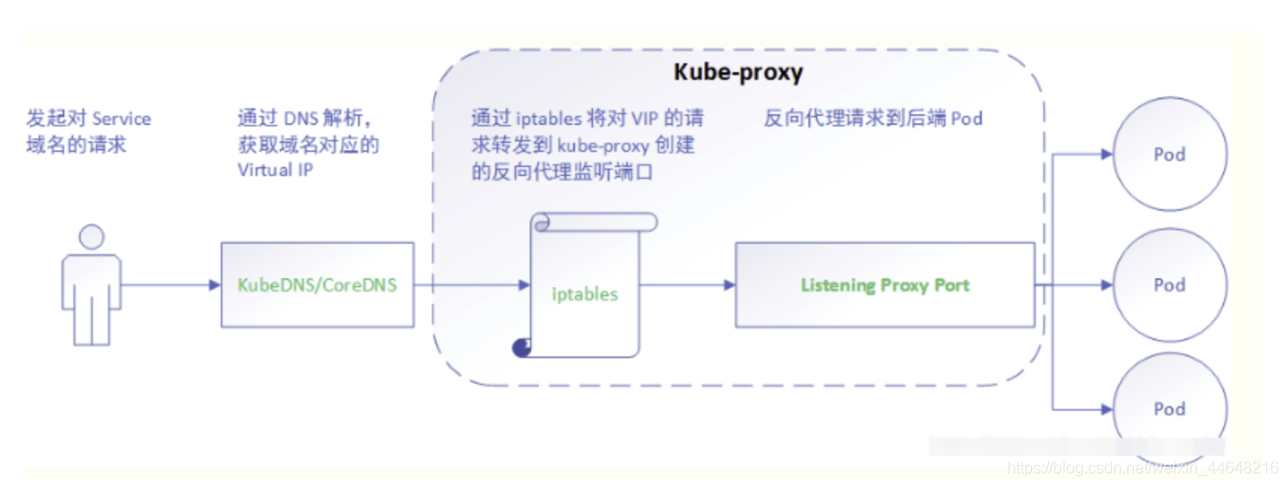 Kube-proxy
发起对 Service
域名的请求
通过 DNS 解析，
获取域名对应的
Virtual IP
通过 iptables 将对 VIP 的请
求转发到 kube-proxy 创建
的反向代理监听端口
反向代理请求到后端 Pod
KubeDNS/CoreDNS
iptables
Listening Proxy Port
Pod
Pod
Pod
https://blog.csdn.net/weixin_44648216